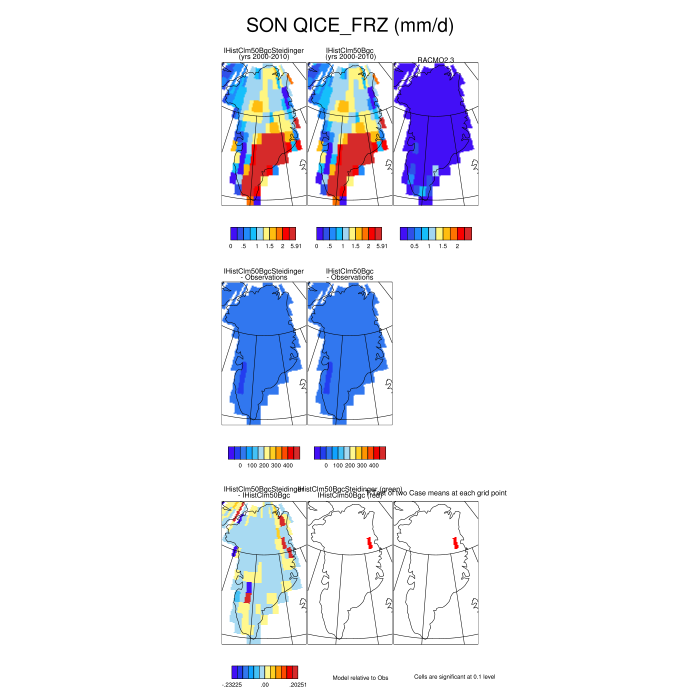 SON QICE_FRZ (mm/d)
IHistClm50BgcSteidinger
(yrs 2000-2010)
IHistClm50Bgc
(yrs 2000-2010)
RACMO2.3
0 .5 1 1.5 2 5.91
0 .5 1 1.5 2 5.91
0.5 1 1.5 2
IHistClm50BgcSteidinger
- Observations
IHistClm50Bgc
- Observations
0 100 200 300 400
0 100 200 300 400
IHistClm50BgcSteidinger
- IHistClm50Bgc
IHistClm50BgcSteidinger (green)
IHistClm50Bgc (red)
of two Case means at each grid point
-.23225 .00 .20251
Model relative to Obs
Cells are significant at 0.1 level